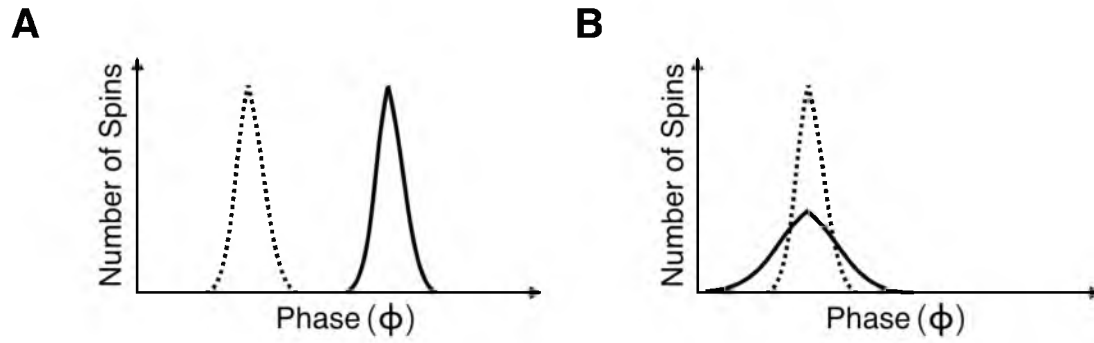 A
B
Number of Spins
Phase (ϕ)
Number of Spins
Phase (ϕ)